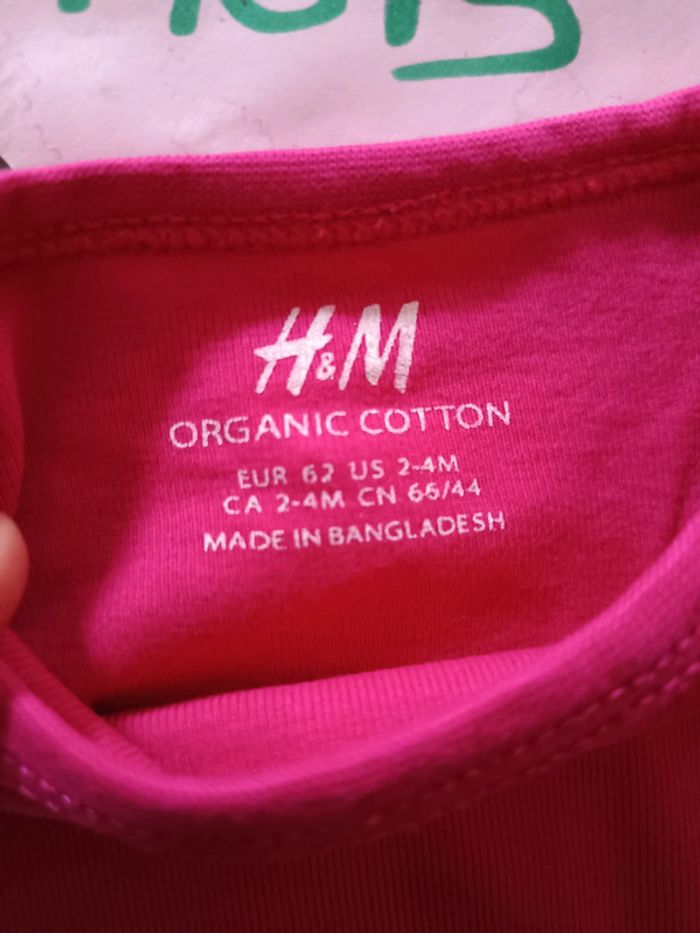 H&M
ORGANIC COTTON
EUR 62 US 2-4M
CA 2-4M CN 66/44
MADE IN BANGLADESH